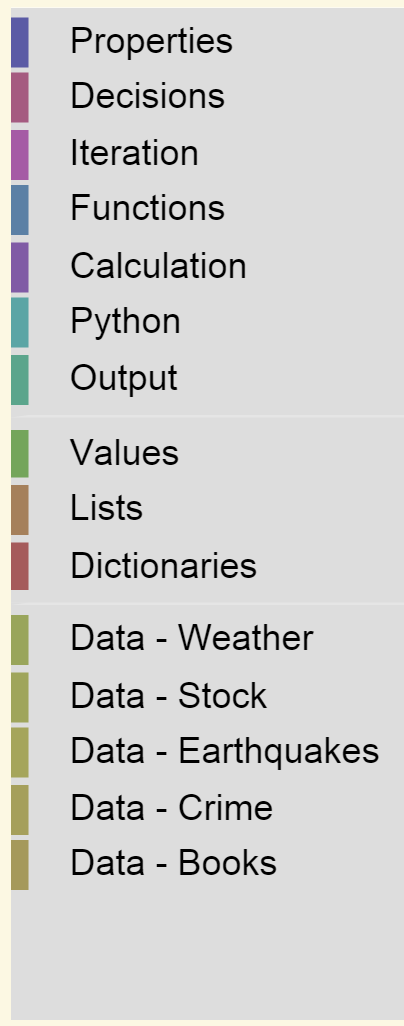 Properties
Decisions
Iteration
Functions
Calculation
Python
Output
Values
Lists
Dictionaries
Data - Weather
Data - Stock
Data - Earthquakes
Data - Crime
Data - Books